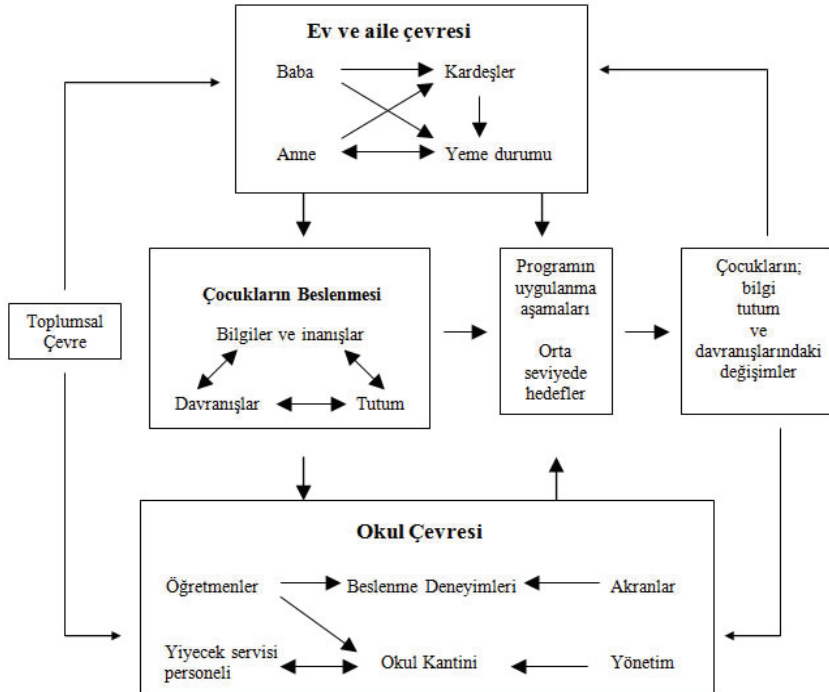 Ev ve aile çevresi
Baba
Kardeşler
Anne
Yeme durumu
Toplumsal
Çevre
Çocukların Beslenmesi
Bilgiler ve inanışlar
Davranışlar
Tutum
Programın
uygulanma
aşamaları
Orta
seviyede
hedefler
Çocukların;
bilgi
tutum
ve
davranışlarındaki
değişimler
Okul Çevresi
Öğretmenler
Beslenme Deneyimleri
Akranlar
Yiyecek servisi
personeli
Okul Kantini
Yönetim